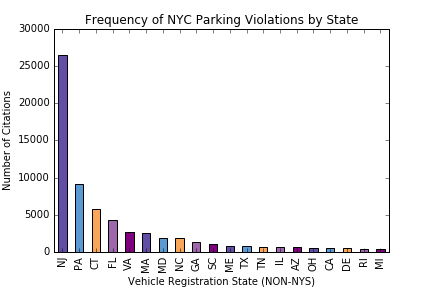 Frequency of NYC Parking Violations by State
30000
25000
20000
15000
10000
5000
0
Number of Citations
NJ PA CT FL VA MA MD NC GA SC ME TX TN IL AZ OH CA DE RI MI
Vehicle Registration State (NON-NYS)